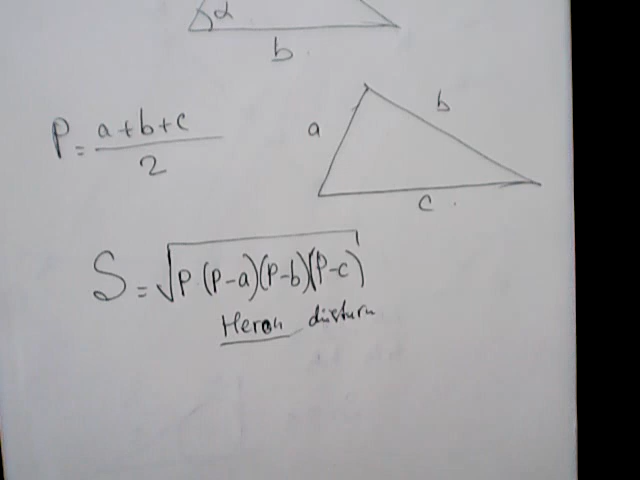 α
b
a
b
P = a+b+c / 2
c
S = √P.(P-a)(P-b)(P-c)
Heron düsturu